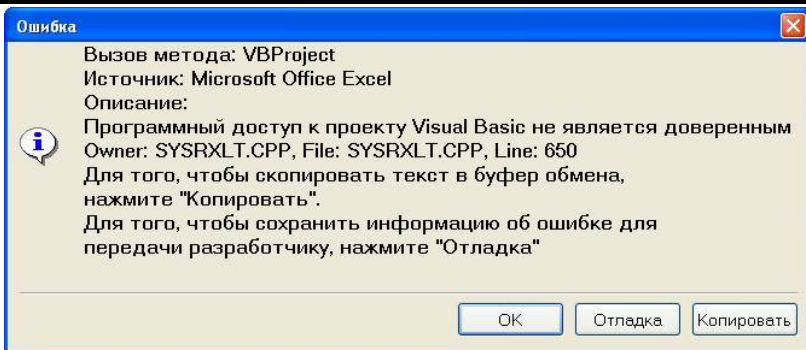 Ошибка
Вызов метода: VBProject
Источник: Microsoft Office Excel
Описание:
Программный доступ к проекту Visual Basic не является доверенным
Owner: SYSRXLT.CPP, File: SYSRXLT.CPP, Line: 650
Для того, чтобы скопировать текст в буфер обмена,
нажмите "Копировать".
Для того, чтобы сохранить информацию об ошибке для
передачи разработчику, нажмите "Отладка"
OK Отладка Копировать